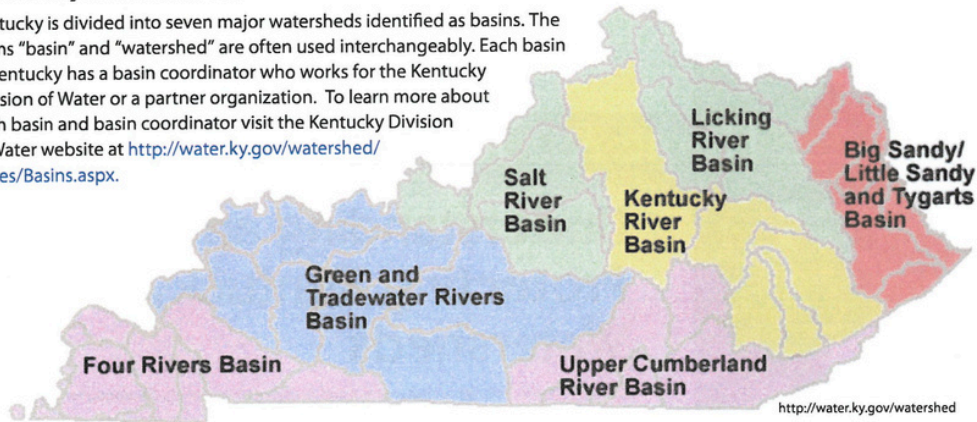 tucky is divided into seven major watersheds identified as basins. The
ns “basin” and “watershed” are often used interchangeably. Each basin
entucky has a basin coordinator who works for the Kentucky
sion of Water or a partner organization. To learn more about
n basin and basin coordinator visit the Kentucky Division
Water website at http://water.ky.gov/watershed/
es/Basins.aspx.
Licking
River
Basin
Big Sandy/
Little Sandy
and Tygarts
Basin
Salt
River
Basin
Kentucky
River
Basin
Green and
Tradewater Rivers
Basin
Four Rivers Basin
Upper Cumberland
River Basin
http://water.ky.gov/watershed